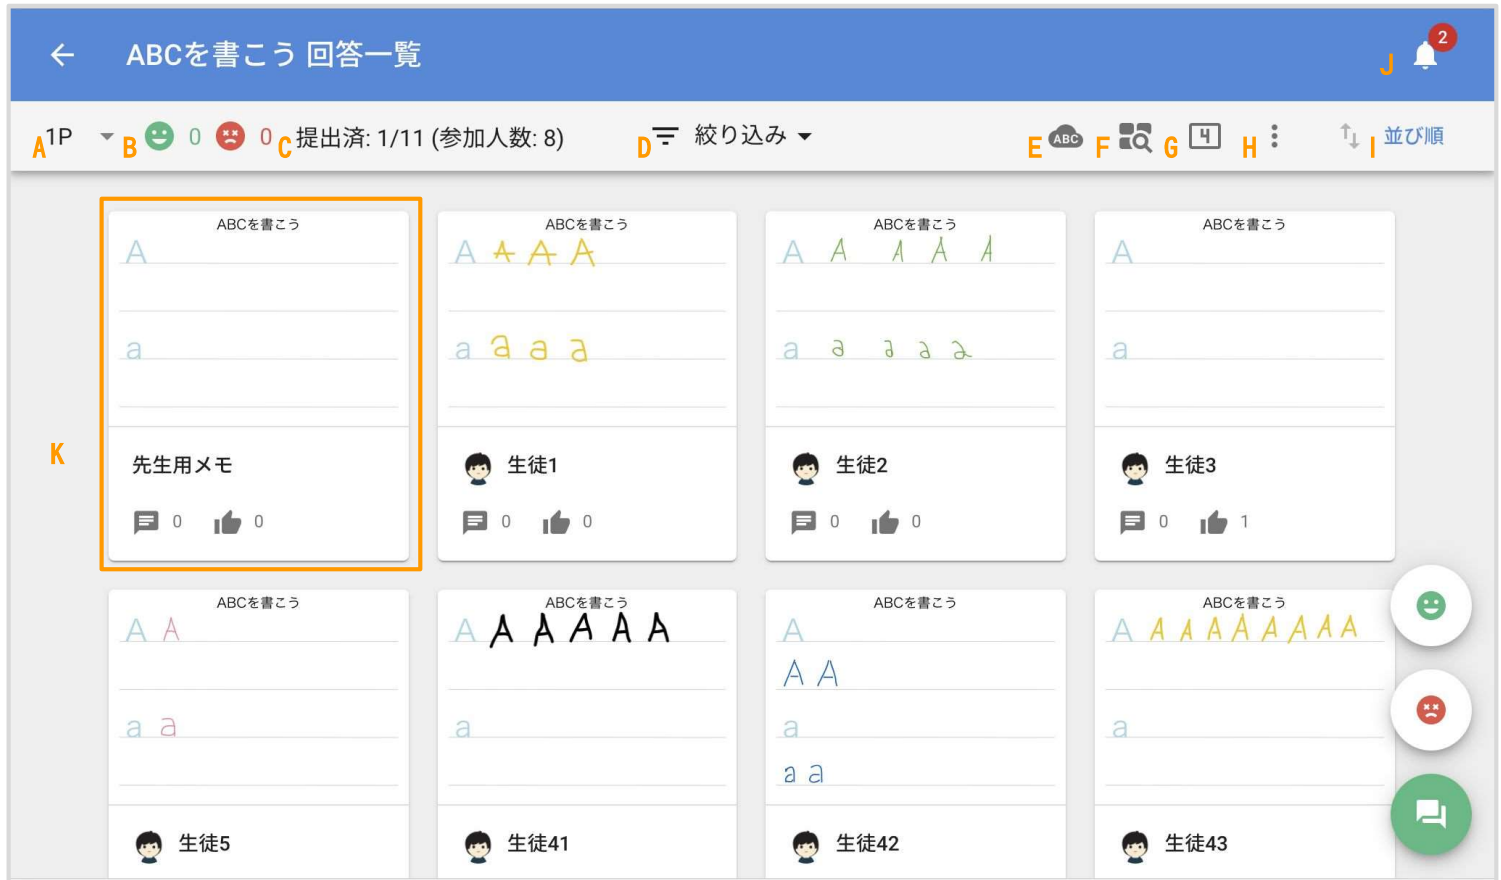 ABCを書こう 回答一覧
J
2
A 1P B 0 0 C 提出済: 1/11 (参加人数: 8) D 絞り込み E ABC F G 4 H I 並び順
K
ABCを書こう
A
a
先生用メモ
0 0
ABCを書こう
A A A A
a a a a
生徒1
0 0
ABCを書こう
A A A A A
a a a a a
生徒2
0 0
ABCを書こう
A
a
生徒3
0 1
ABCを書こう
A A
a a
生徒5
ABCを書こう
A A A A A A
a
生徒41
ABCを書こう
A
A A
a
a a
生徒42
ABCを書こう
A A A A A A A A A
a
生徒43